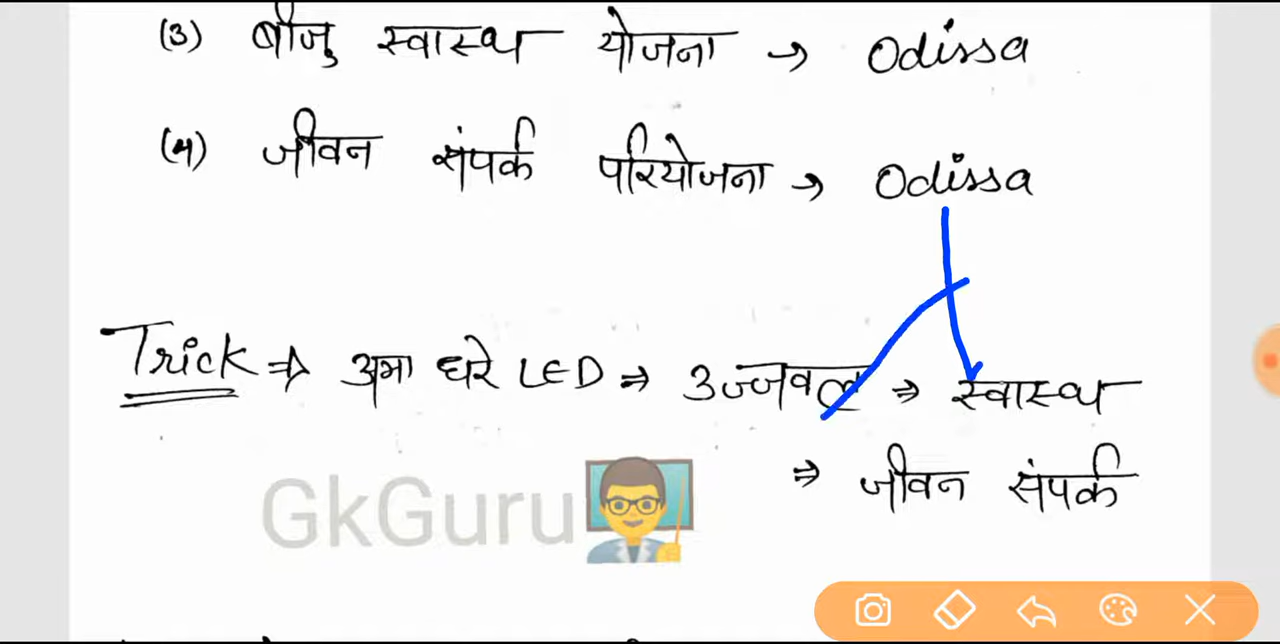 (3) बीजु स्वास्थ योजना → Odissa
(4) जीवन संपर्क परियोजना → Odissa
Trick ⇒ अमा घरे LED ⇒ उज्जवल ⇒ स्वास्थ
⇒ जीवन संपर्क
GkGuru